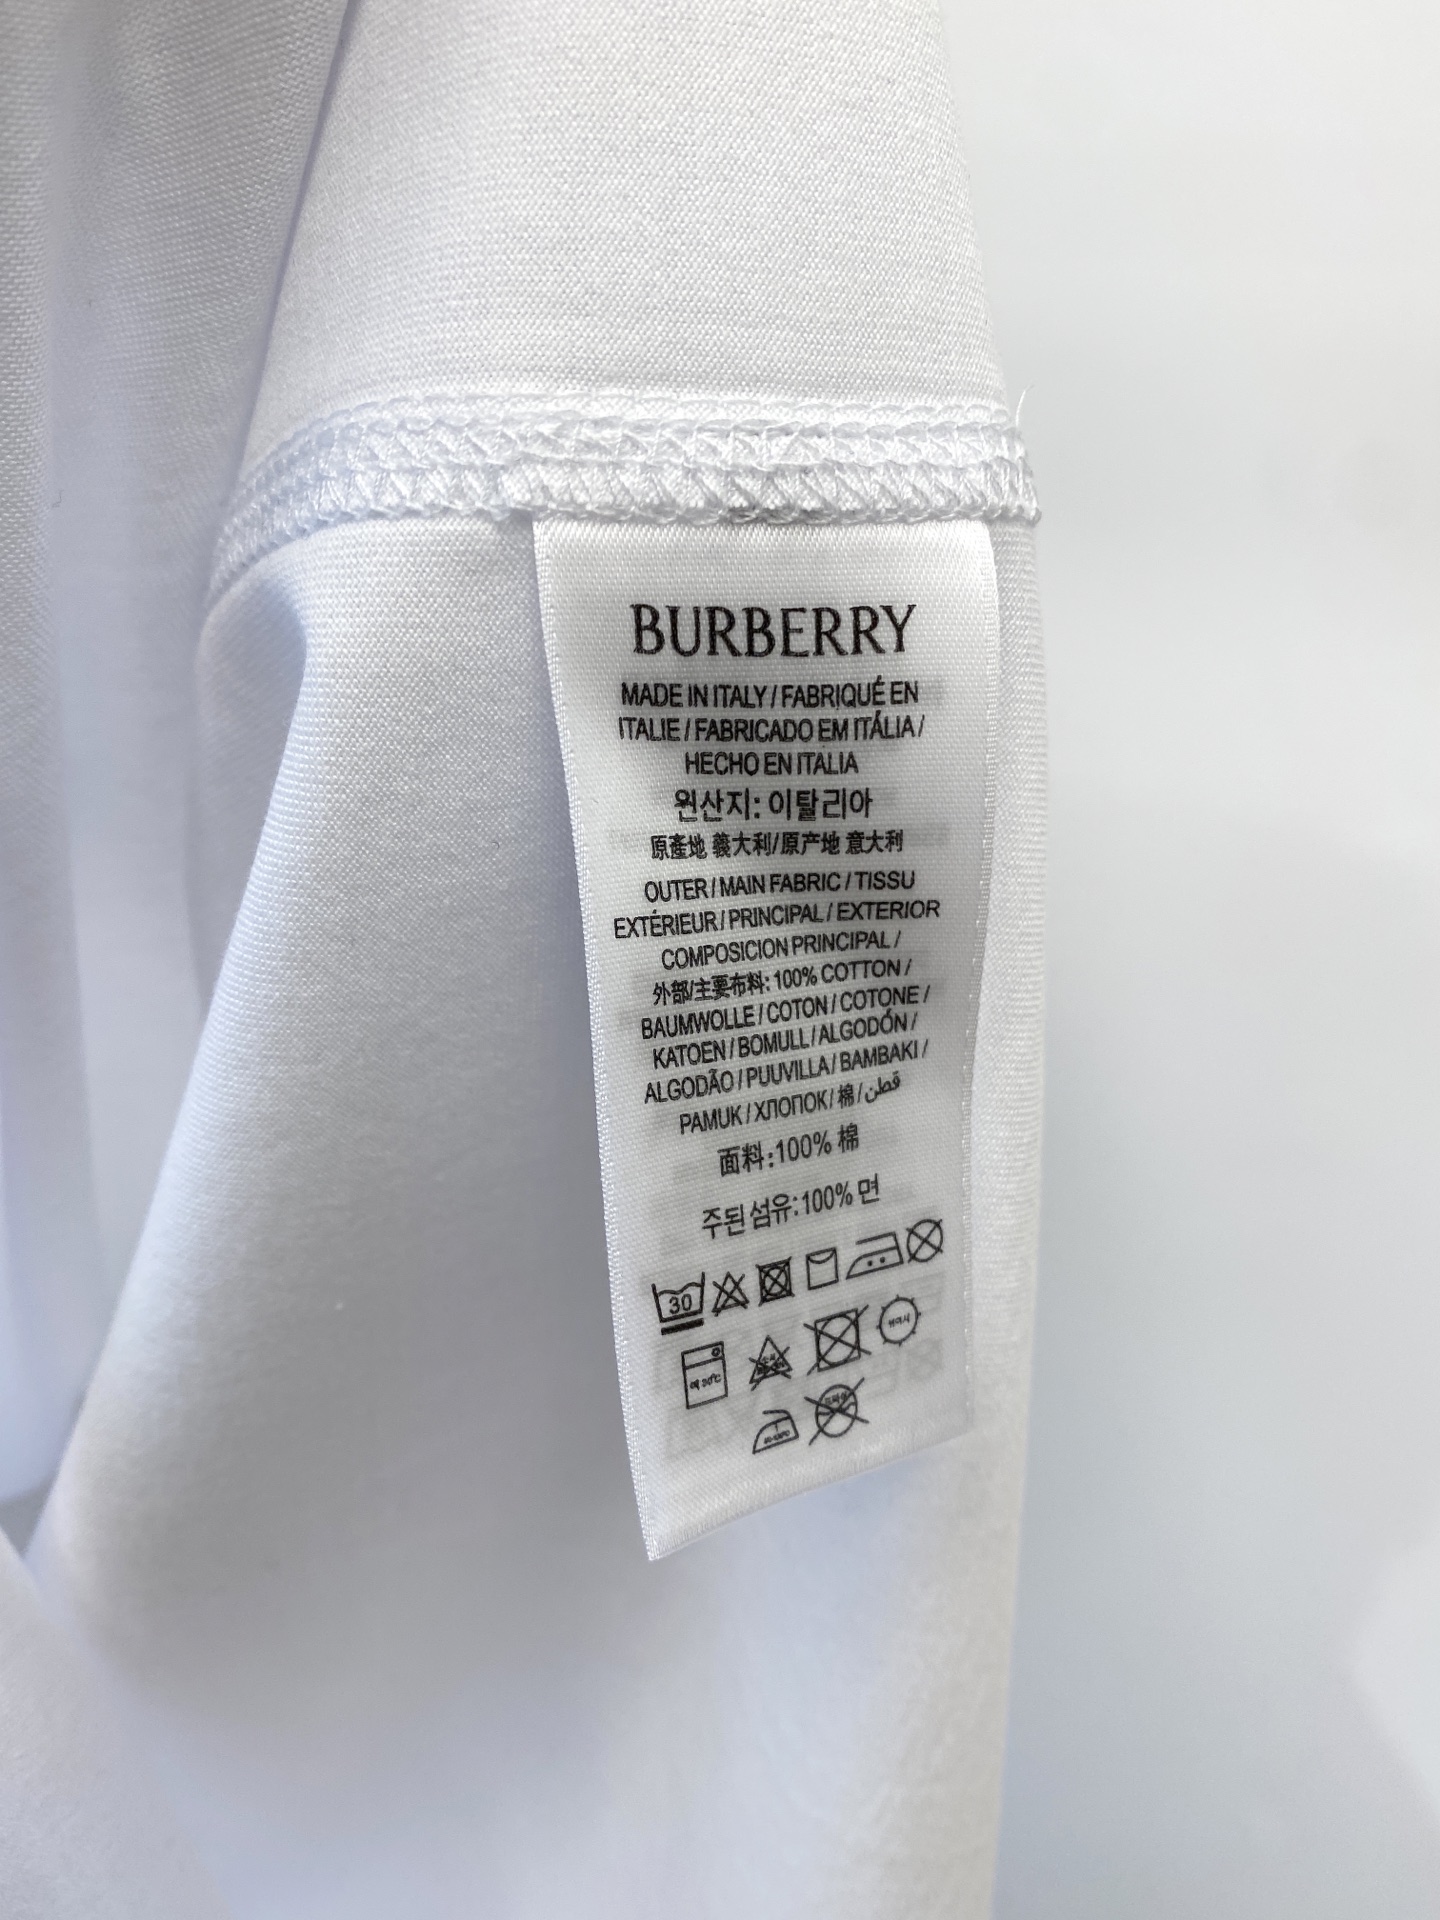 BURBERRY
MADE IN ITALY / FABRIQUÉ EN
ITALIE / FABRICADO EM ITÁLIA /
HECHO EN ITALIA
원산지: 이탈리아
原產地 義大利/原产地 意大利
OUTER / MAIN FABRIC / TISSU
EXTÉRIEUR / PRINCIPAL / EXTERIOR
COMPOSICION PRINCIPAL /
外部/主要布料: 100% COTTON /
BAUMWOLLE / COTON / COTONE /
KATOEN / BOMULL / ALGODÓN /
ALGODÃO / PUUVILLA / BAMBAKI /
PAMUK / ХЛОПОК / 棉 / قطن
面料:100% 棉
주된 섬유:100% 면
30